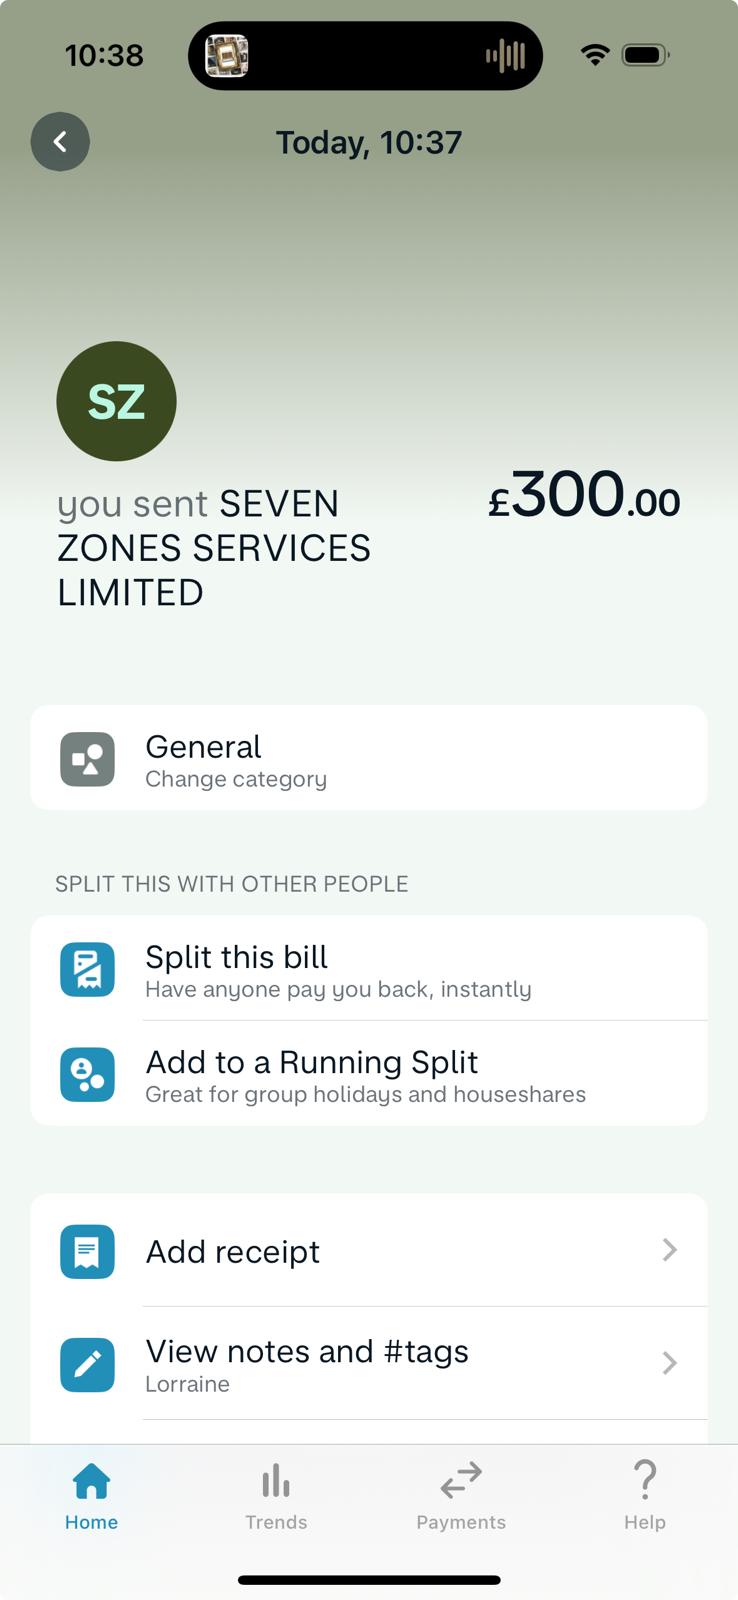 10:38
Today, 10:37
SZ
you sent SEVEN
ZONES SERVICES
LIMITED
£300.00
General
Change category
SPLIT THIS WITH OTHER PEOPLE
Split this bill
Have anyone pay you back, instantly
Add to a Running Split
Great for group holidays and houseshares
Add receipt
View notes and #tags
Lorraine
Home
Trends
Payments
Help